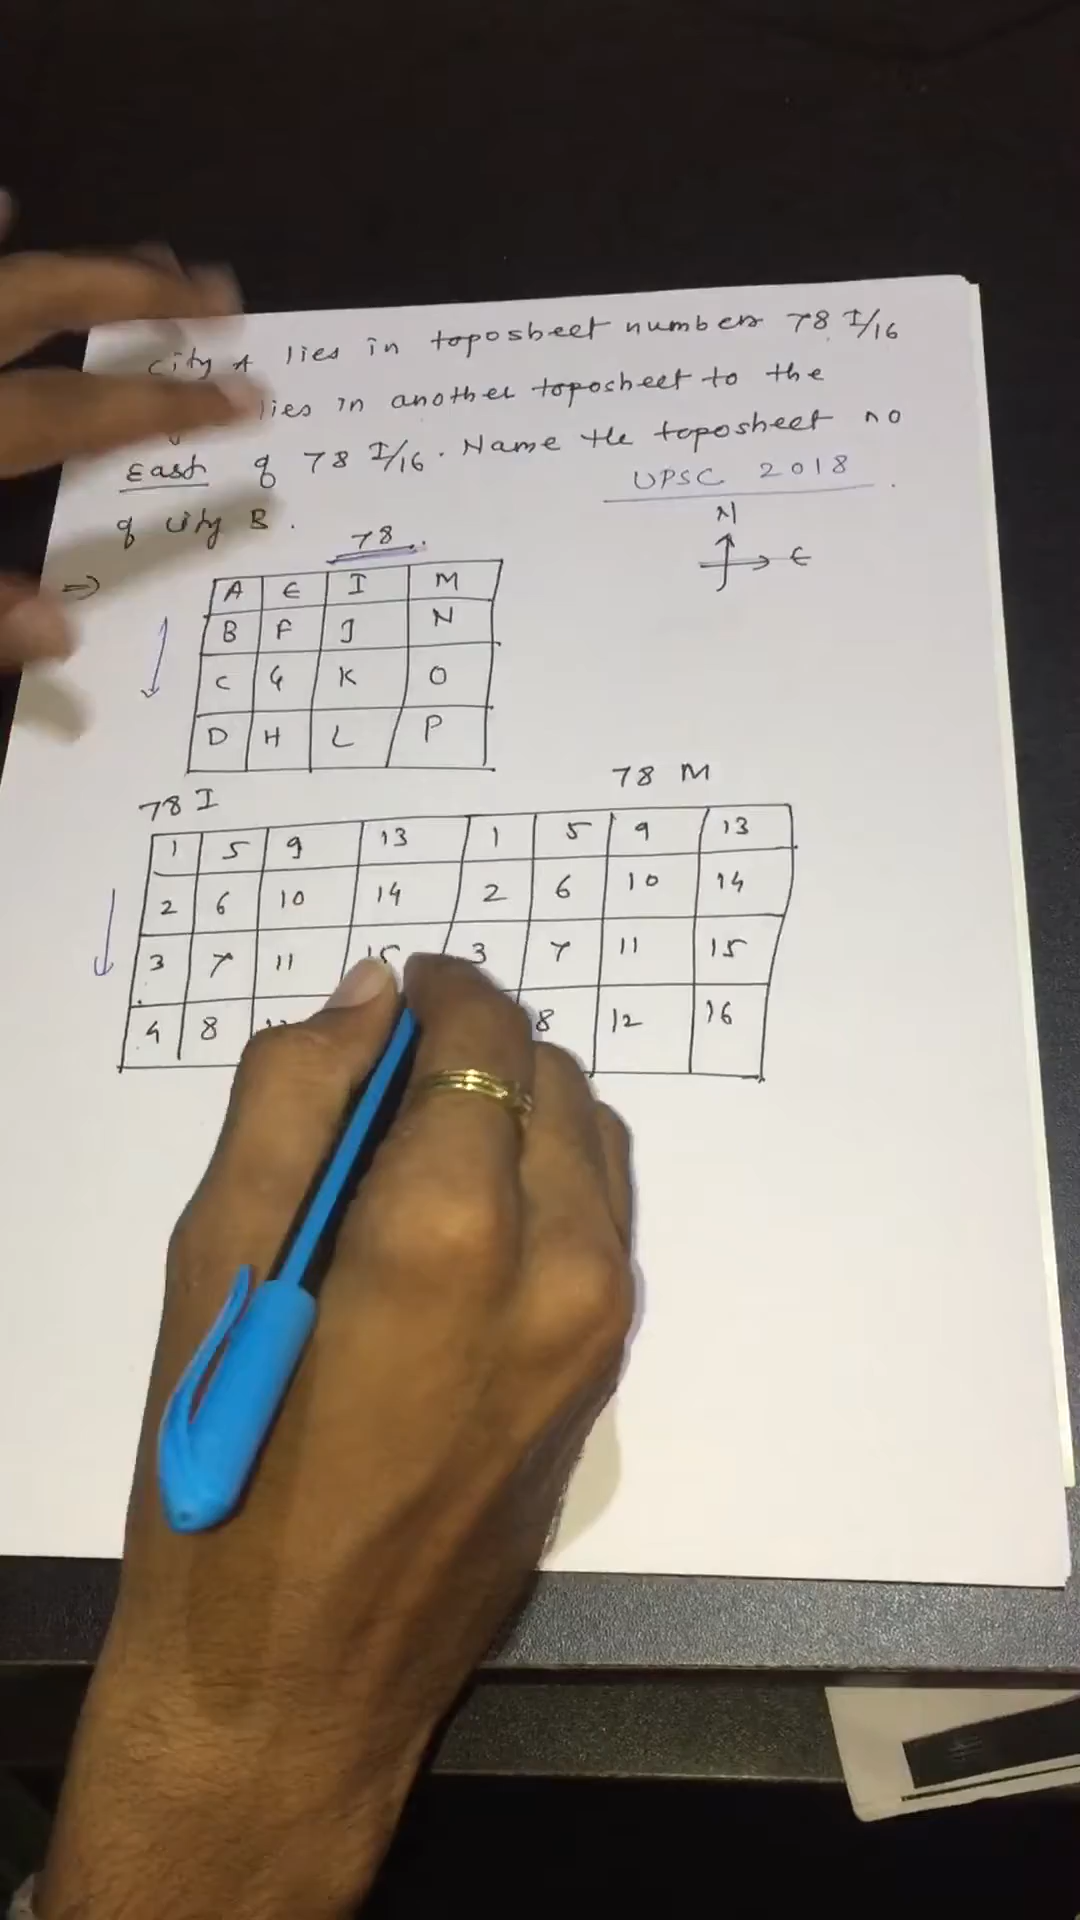 City A lies in toposheet number 78 I/16
lies in another toposheet to the
East of 78 I/16. Name the toposheet no
of city B.
UPSC 2018
N
E
78
A E I M
B F J N
C G K O
D H L P
78 I
78 M
1 5 9 13 1 5 9 13
2 6 10 14 2 6 10 14
3 7 11 15 3 7 11 15
4 8 8 12 16